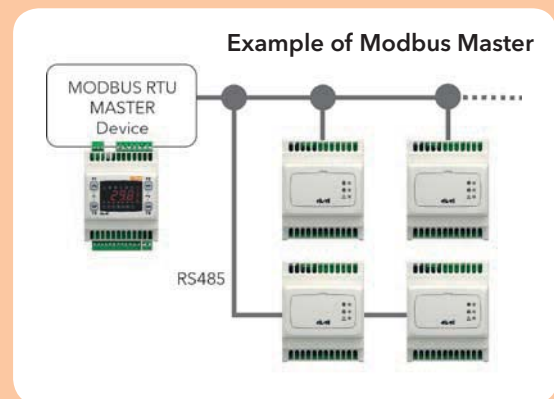 Example of Modbus Master
MODBUS RTU
MASTER
Device
RS485